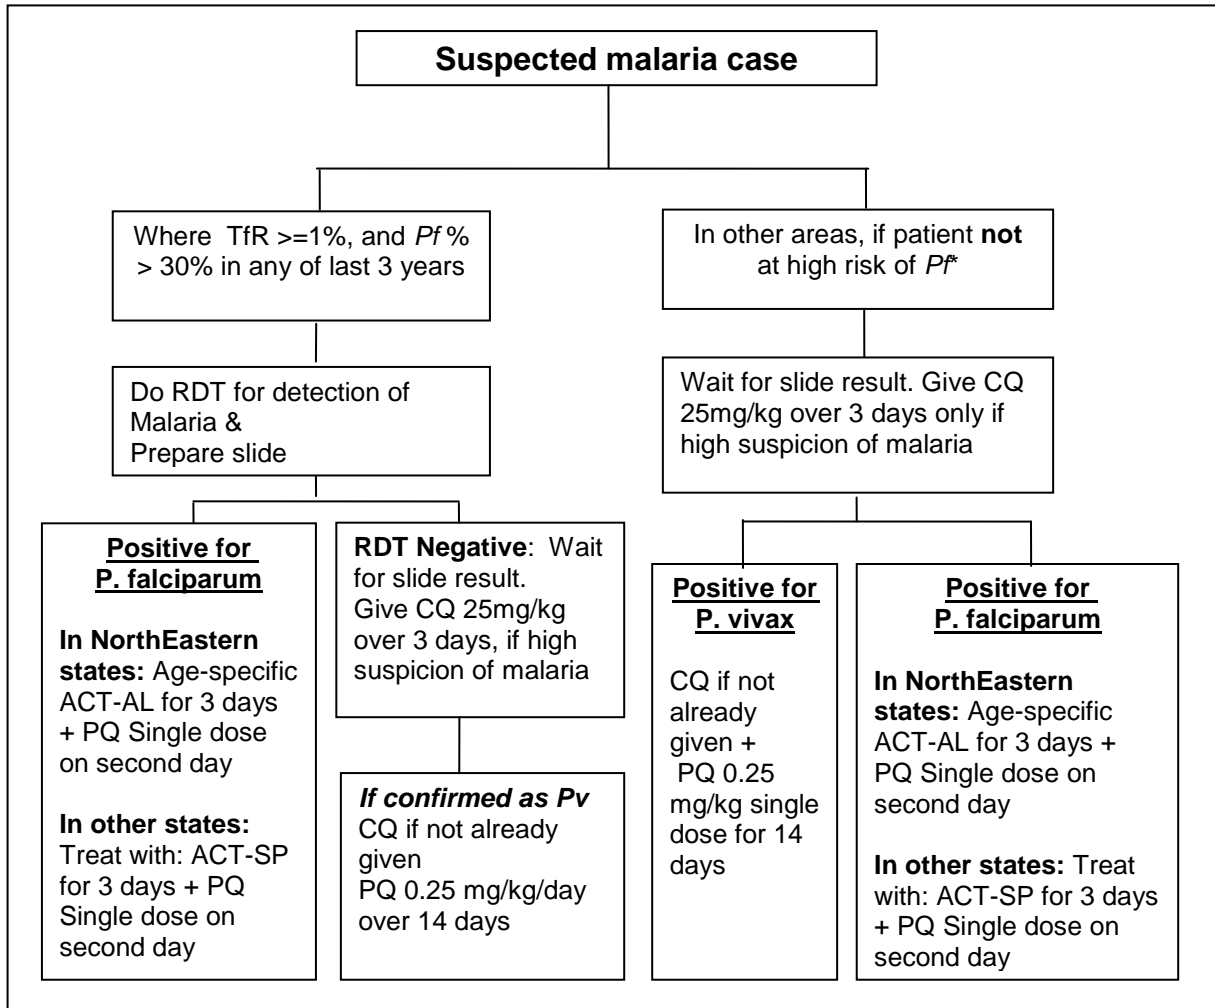 Suspected malaria case
Where TfR >=1%, and Pf %
> 30% in any of last 3 years
In other areas, if patient not
at high risk of Pf*
Do RDT for detection of
Malaria &
Prepare slide
Wait for slide result. Give CQ
25mg/kg over 3 days only if
high suspicion of malaria
Positive for
P. falciparum
In NorthEastern
states: Age-specific
ACT-AL for 3 days
+ PQ Single dose
on second day
In other states:
Treat with: ACT-SP
for 3 days + PQ
Single dose on
second day
RDT Negative: Wait
for slide result.
Give CQ 25mg/kg
over 3 days, if high
suspicion of malaria
If confirmed as Pv
CQ if not already
given
PQ 0.25 mg/kg/day
over 14 days
Positive for
P. vivax
CQ if not
already
given +
PQ 0.25
mg/kg single
dose for 14
days
Positive for
P. falciparum
In NorthEastern
states: Age-specific
ACT-AL for 3 days +
PQ Single dose on
second day
In other states: Treat
with: ACT-SP for 3 days
+ PQ Single dose on
second day